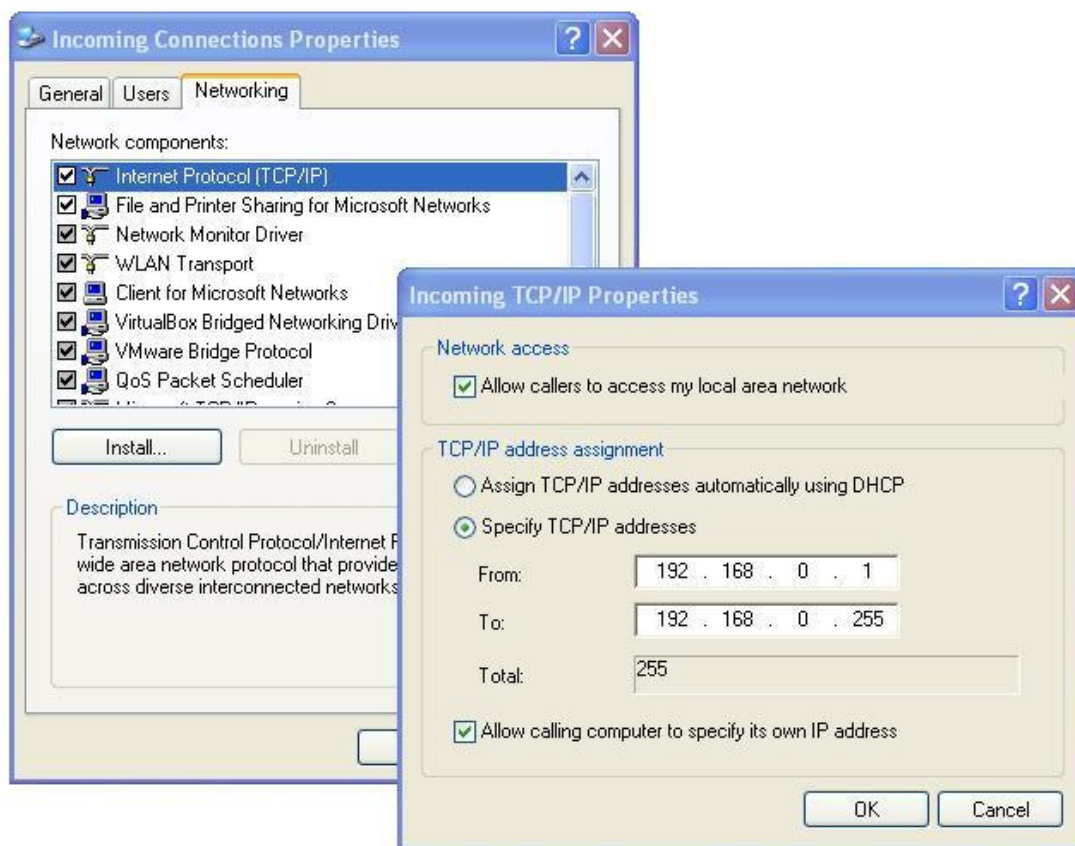 Incoming Connections Properties
General Users Networking
Network components:
Internet Protocol (TCP/IP)
File and Printer Sharing for Microsoft Networks
Network Monitor Driver
WLAN Transport
Client for Microsoft Networks
VirtualBox Bridged Networking Driv
VMware Bridge Protocol
QoS Packet Scheduler
Install... Uninstall
Description
Transmission Control Protocol/Internet P
wide area network protocol that provide
across diverse interconnected networks
Incoming TCP/IP Properties
Network access
Allow callers to access my local area network
TCP/IP address assignment
Assign TCP/IP addresses automatically using DHCP
Specify TCP/IP addresses
From: 192 . 168 . 0 . 1
To: 192 . 168 . 0 . 255
Total: 255
Allow calling computer to specify its own IP address
OK Cancel